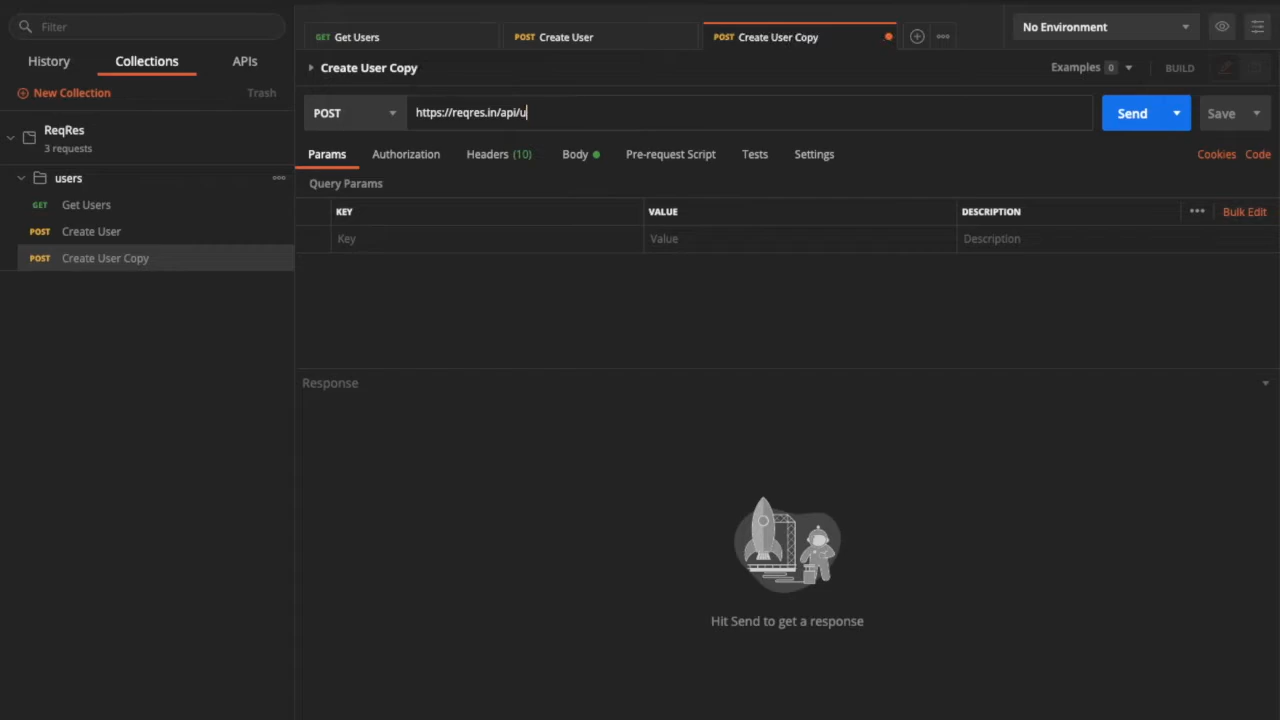 Filter
History
Collections
APIs
New Collection
Trash
ReqRes
3 requests
users
GET Get Users
POST Create User
POST Create User Copy
GET Get Users
POST Create User
POST Create User Copy
No Environment
Create User Copy
Examples 0
BUILD
POST
https://reqres.in/api/u
Send
Save
Params
Authorization
Headers (10)
Body
Pre-request Script
Tests
Settings
Cookies
Code
Query Params
KEY
VALUE
DESCRIPTION
Bulk Edit
Key
Value
Description
Response
Hit Send to get a response